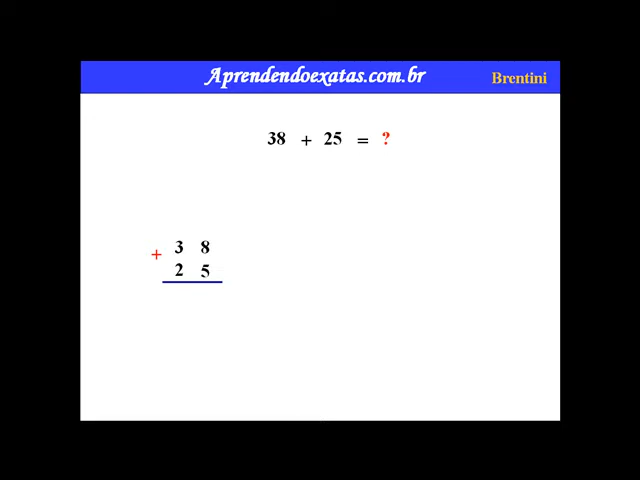 Aprendendoexatas.com.br
Brentini
38 + 25 = ?
+
3 8
2 5